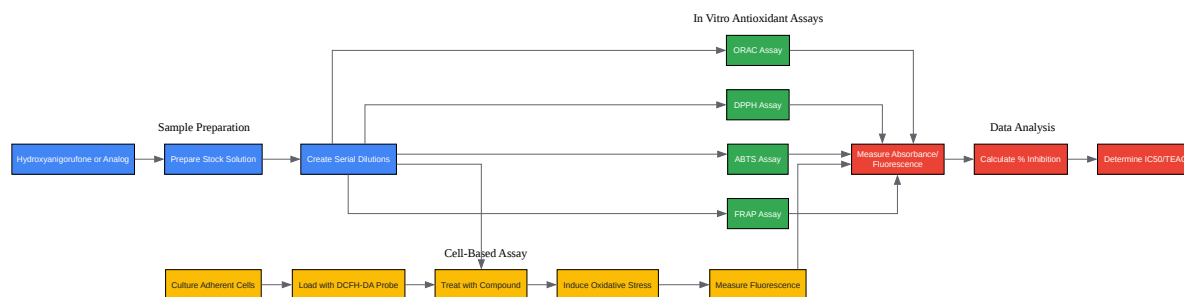 In Vitro Antioxidant Assays
ORAC Assay
DPPH Assay
Sample Preparation
Data Analysis
Hydroxyanigorufone or Analog
Prepare Stock Solution
Create Serial Dilutions
ABTS Assay
Measure Absorbance/
Fluorescence
Calculate % Inhibition
Determine IC50/TEAC
FRAP Assay
Cell-Based Assay
Culture Adherent Cells
Load with DCFH-DA Probe
Treat with Compound
Induce Oxidative Stress
Measure Fluorescence